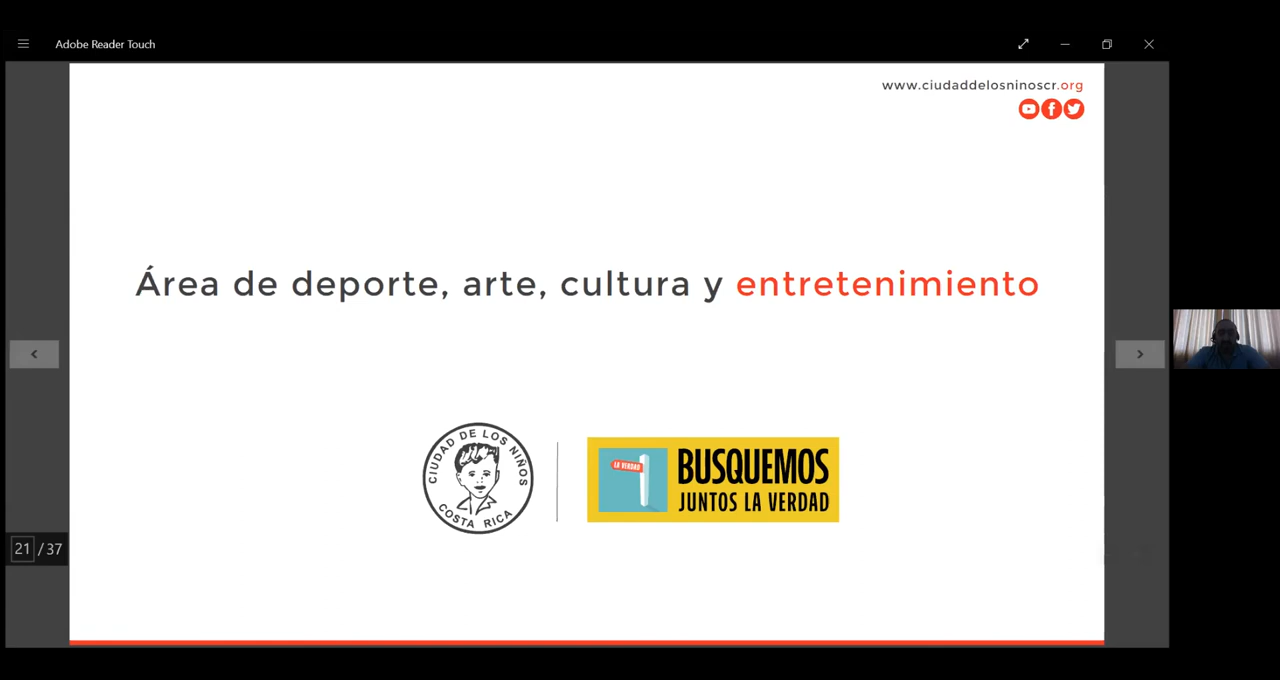 Adobe Reader Touch
www.ciudaddelosninoscr.org
Área de deporte, arte, cultura y entretenimiento
CIUDAD DE LOS NIÑOS
COSTA RICA
LA VERDAD
BUSQUEMOS
JUNTOS LA VERDAD
21 / 37